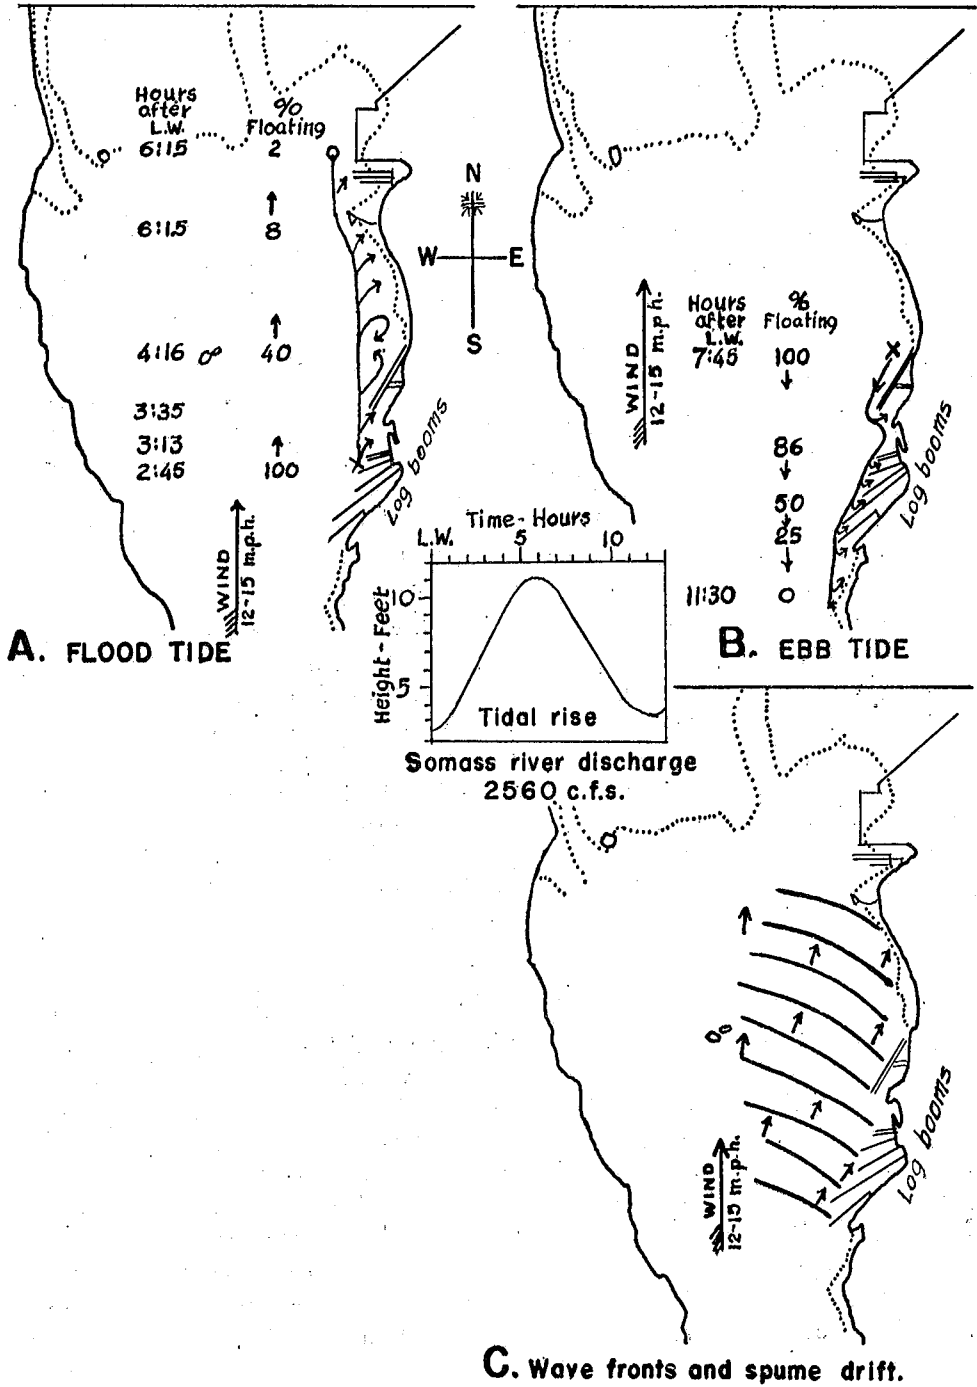 Hours
after
L.W.
%
Floating
6:15 2
6:15 8
4:16 40
3:35
3:13
2:45 100
WIND
12-15 m.p.h.
Log booms
A. FLOOD TIDE
N
W E
S
Hours
after
L.W.
%
Floating
7:45 100
86
50
25
11:30 0
WIND
12-15 m.p.h.
Log booms
B. EBB TIDE
Time-Hours
L.W. 5 10
Height-Feet
10
5
Tidal rise
Somass river discharge
2560 c.f.s.
WIND
12-15 m.p.h.
Log booms
C. Wave fronts and spume drift.